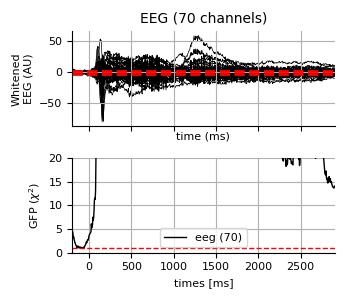 EEG (70 channels)
Whitened
EEG (AU)
50
0
−50
time (ms)
GFP (χ²)
20
15
10
5
0
eeg (70)
0 500 1000 1500 2000 2500
times [ms]